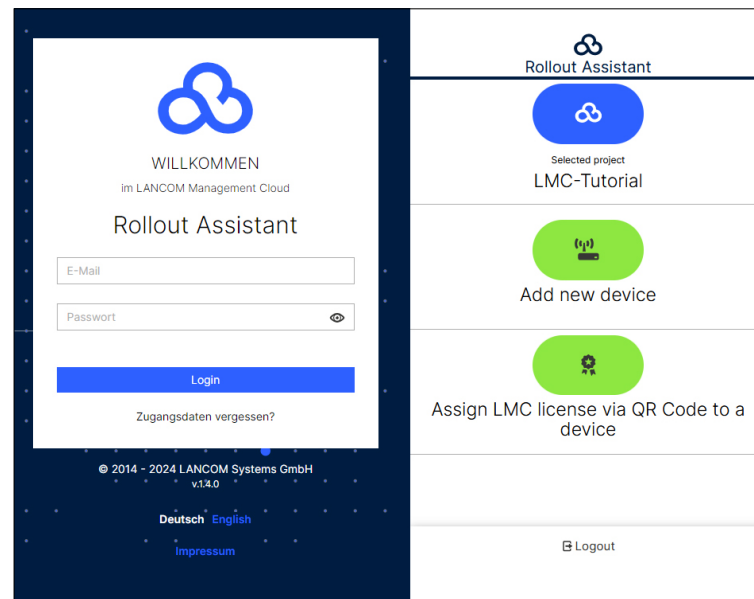 WILLKOMMEN
im LANCOM Management Cloud
Rollout Assistant
E-Mail
Passwort
Login
Zugangsdaten vergessen?
© 2014 - 2024 LANCOM Systems GmbH
v.1.4.0
Deutsch English
Impressum
Rollout Assistant
Selected project
LMC-Tutorial
Add new device
Assign LMC license via QR Code to a
device
Logout